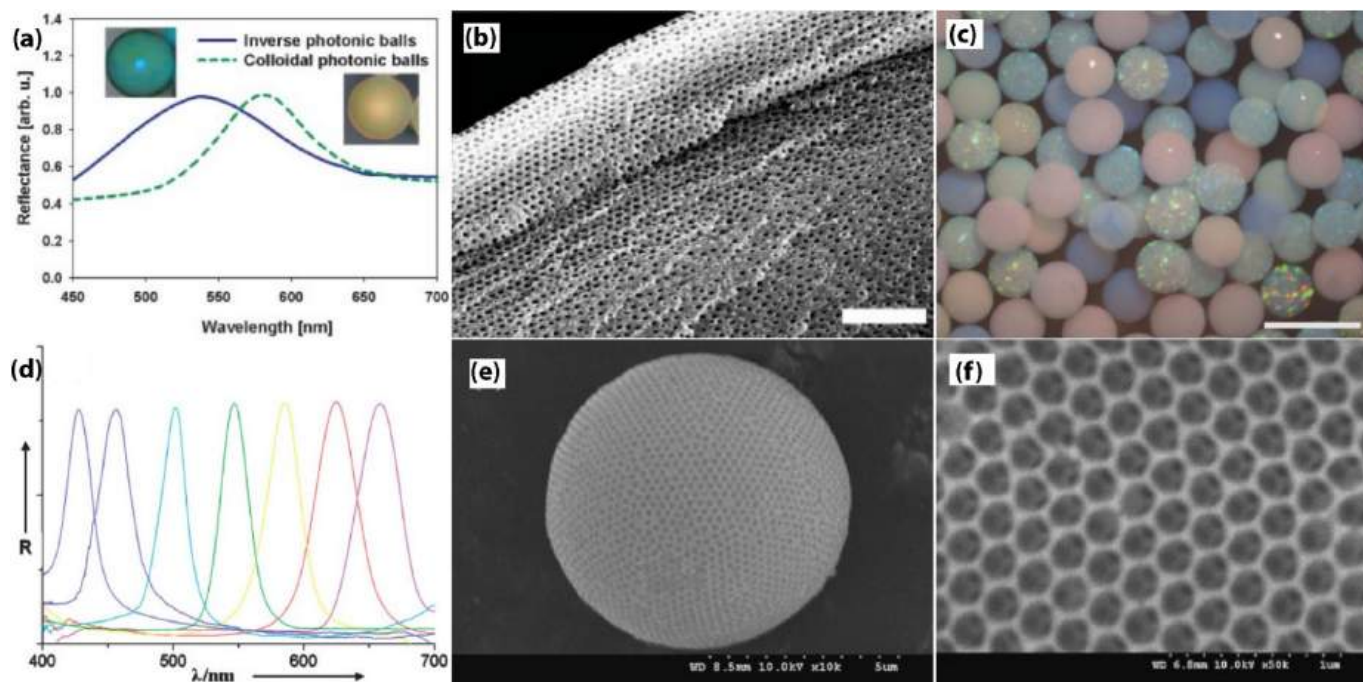 (a)
1.4
1.2
1.0
0.8
0.6
0.4
0.2
0.0
Reflectance [arb. u.]
Inverse photonic balls
Colloidal photonic balls
450
500
550
600
650
700
Wavelength [nm]
(b)
(c)
(d)
R
400
500
600
700
λ/nm
(e)
WD 8.5mm 10.0kV x10k 5um
(f)
WD 6.8mm 10.0kV x50k 1um